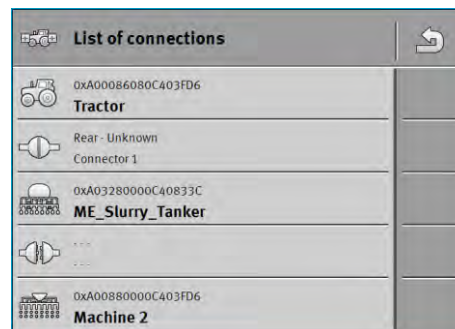 List of connections
0xA00086080C403FD6
Tractor
Rear - Unknown
Connector 1
0xA03280000C40833C
ME_Slurry_Tanker
- - -
- - -
0xA00880000C403FD6
Machine 2